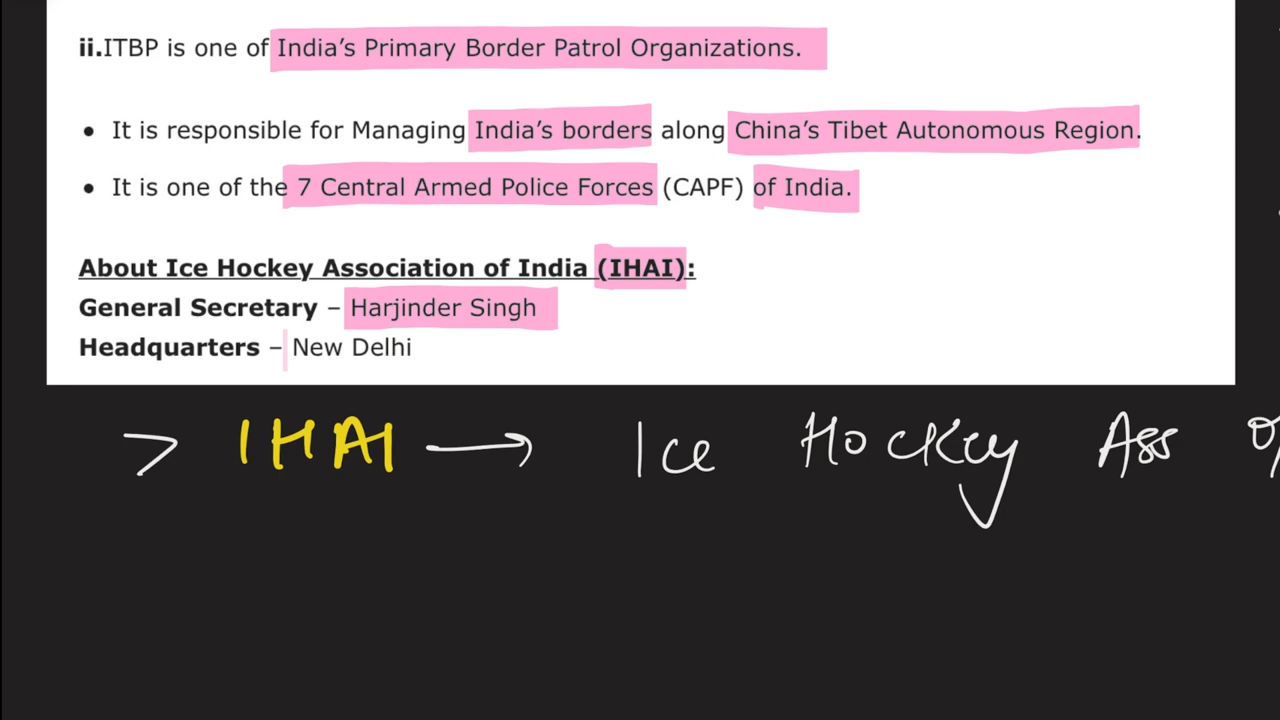 ii.ITBP is one of India’s Primary Border Patrol Organizations.
• It is responsible for Managing India’s borders along China’s Tibet Autonomous Region.
• It is one of the 7 Central Armed Police Forces (CAPF) of India.
About Ice Hockey Association of India (IHAI):
General Secretary – Harjinder Singh
Headquarters – New Delhi
> IHAI → Ice Hockey Ass